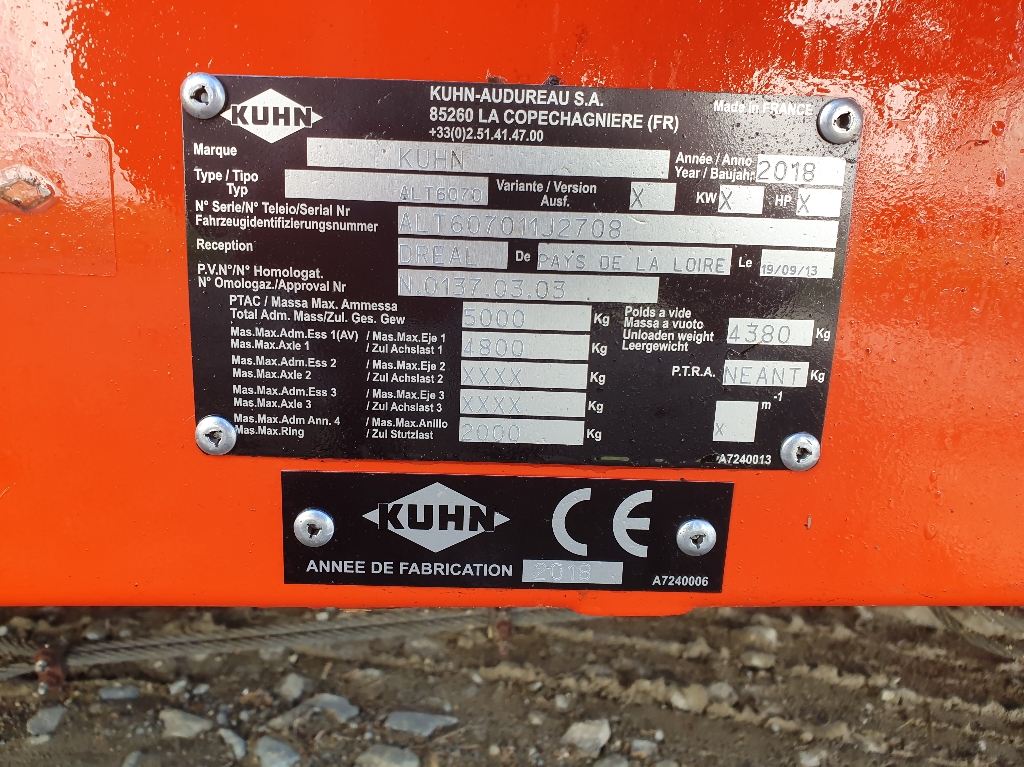 KUHN
KUHN-AUDUREAU S.A.
85260 LA COPECHAGNIERE (FR)
+33(0)2.51.41.47.00
Made in FRANCE
Marque KUHN Année / Anno
Year / Baujahr: 2018
Type / Tipo
Typ ALT6070 Variante / Version
Ausf. X KW X HP X
N° Serie/N° Teleio/Serial Nr
Fahrzeugidentifizierungsnummer ALT607011J2708
Reception DREAL De PAYS DE LA LOIRE Le 19/09/13
P.V.N°/N° Homologat.
N° Omologaz./Approval Nr N.0137.03.03
PTAC / Massa Max. Ammessa
Total Adm. Mass/Zul. Ges. Gew 5000 Kg
Poids a vide
Massa a vuoto
Unloaden weight
Leergewicht 4380 Kg
Mas.Max.Adm.Ess 1(AV) / Mas.Max.Eje 1
Mas.Max.Axle 1 / Zul Achslast 1 4800 Kg
Mas.Max.Adm.Ess 2 / Mas.Max.Eje 2
Mas.Max.Axle 2 / Zul Achslast 2 XXXX Kg
P.T.R.A. NEANT Kg
Mas.Max.Adm.Ess 3 / Mas.Max.Eje 3
Mas.Max.Axle 3 / Zul Achslast 3 XXXX Kg
X m-1
Mas.Max.Adm Ann. 4 / Mas.Max.Anillo
Mas.Max.Ring / Zul Stutzlast 2000 Kg
A7240013
KUHN CE
ANNEE DE FABRICATION 2018 A7240006